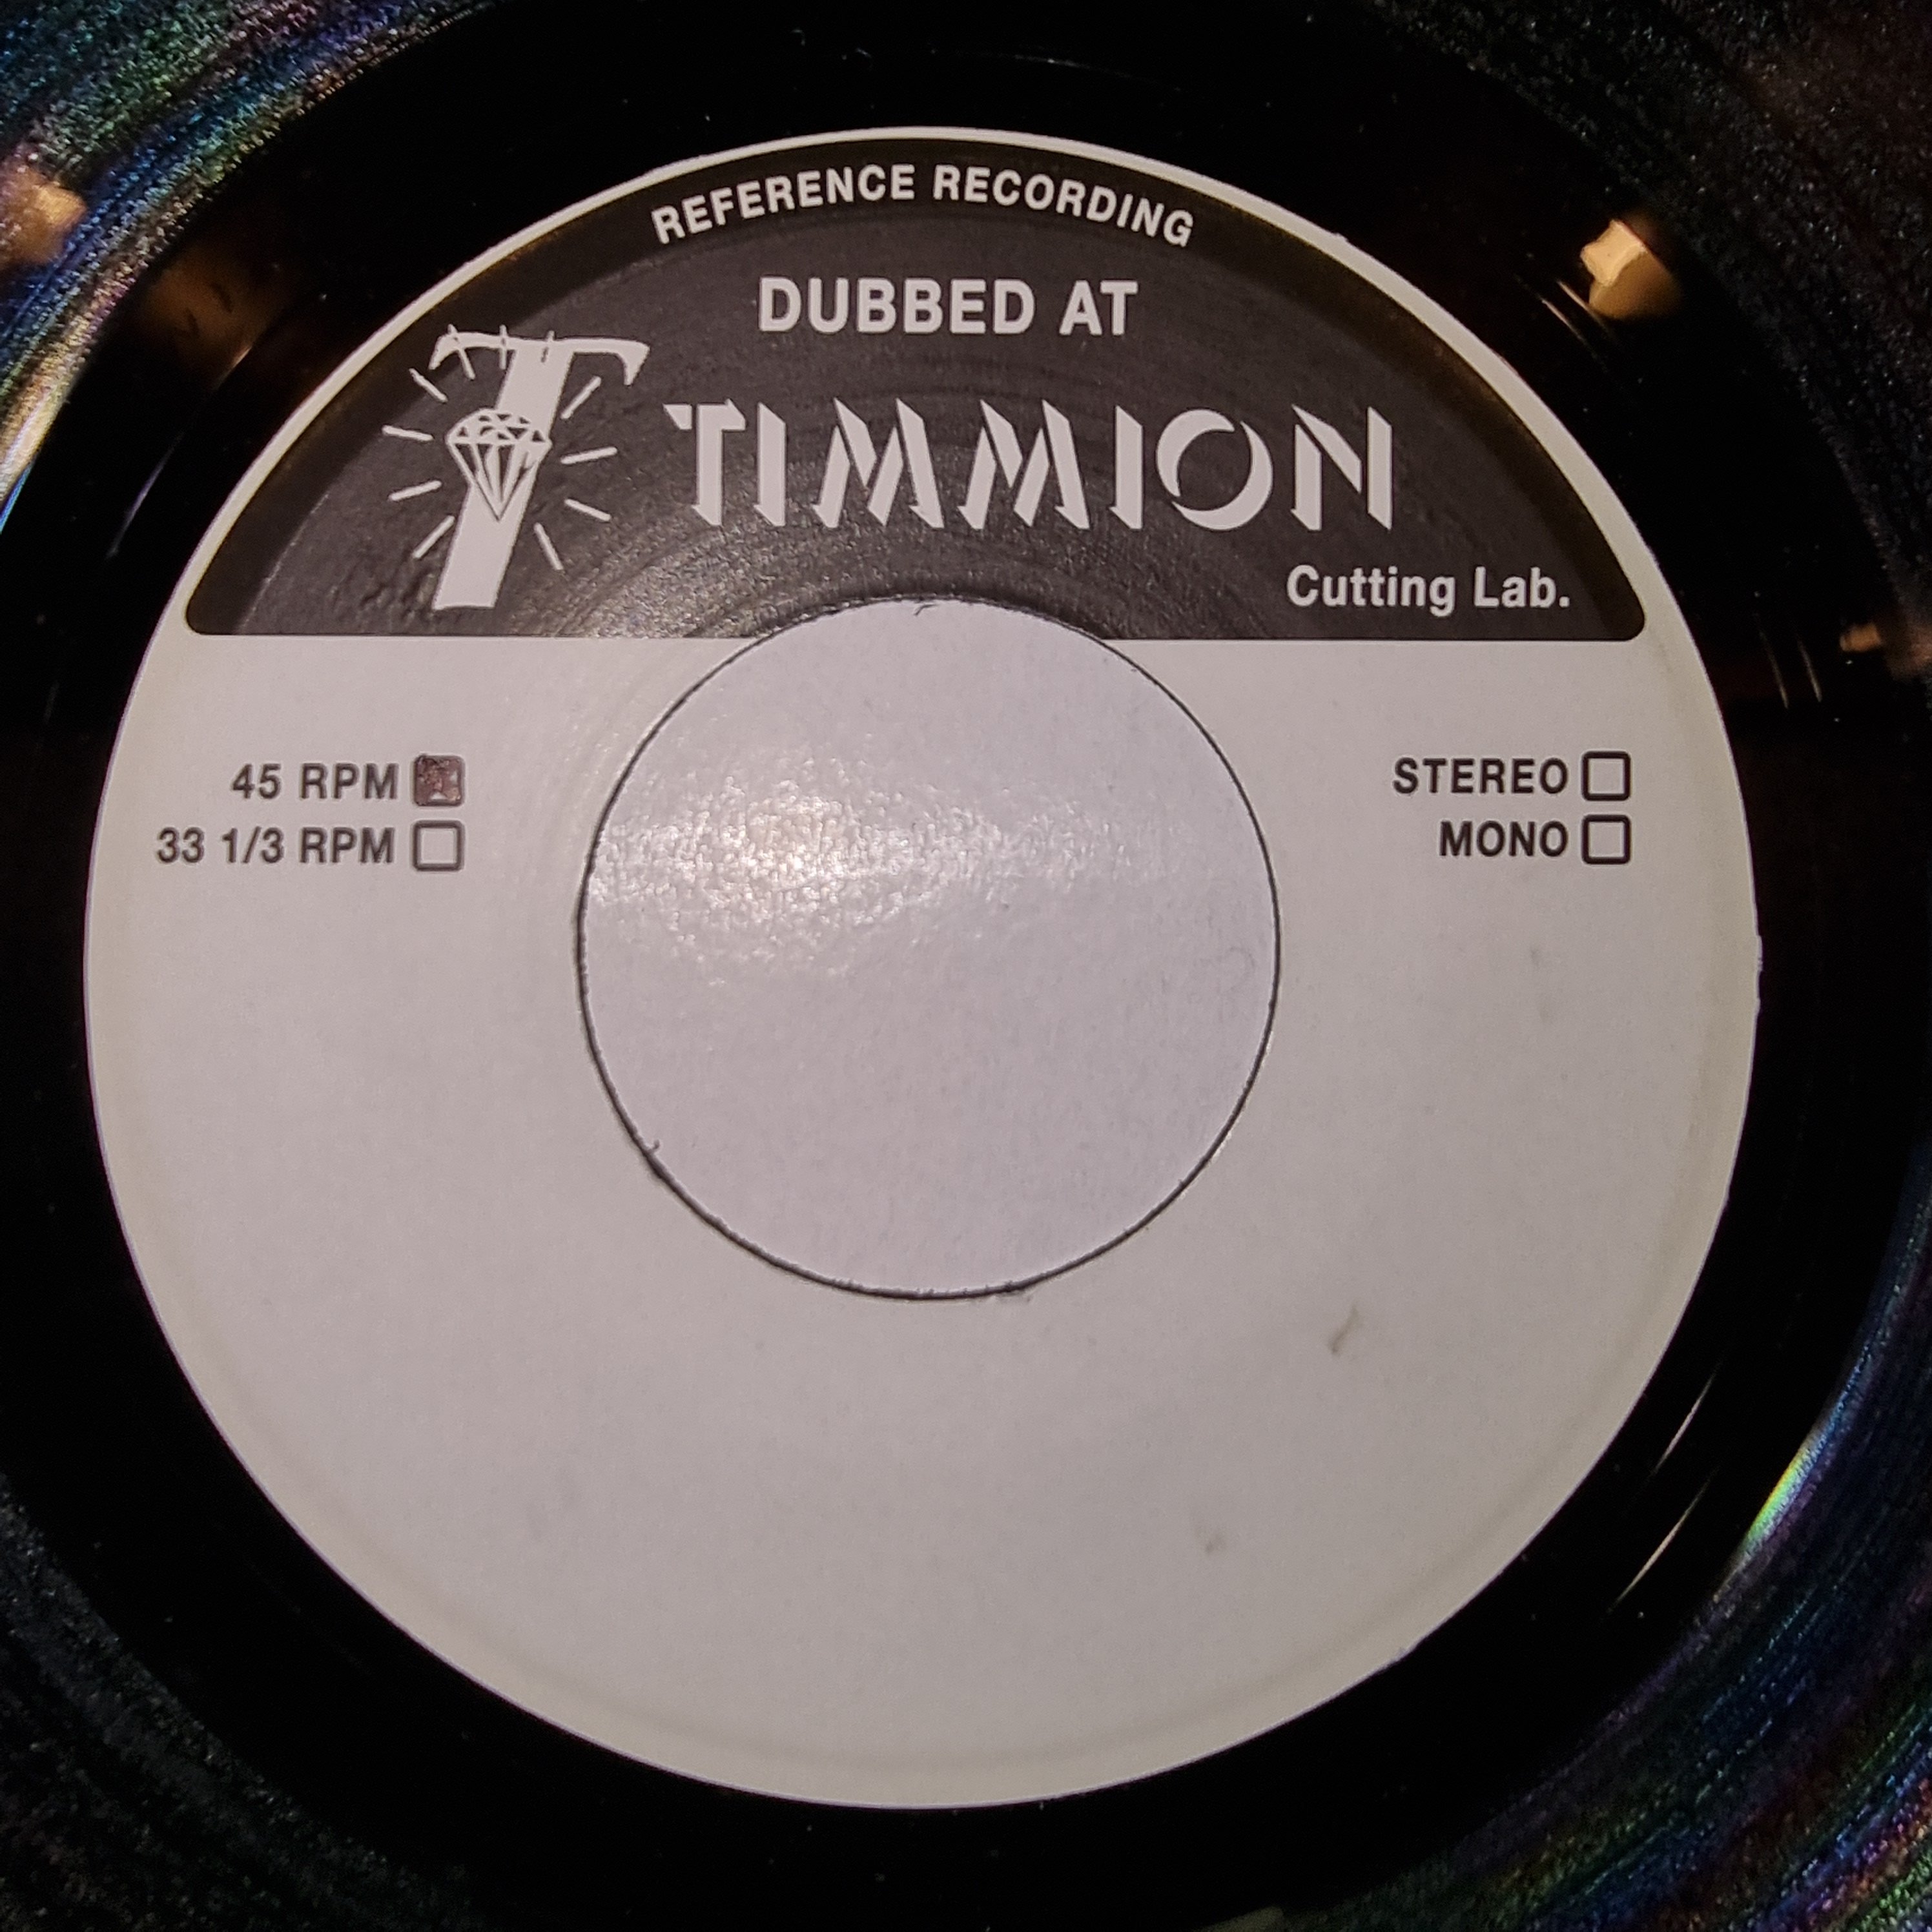 REFERENCE RECORDING
DUBBED AT
T TIMMION
Cutting Lab.
45 RPM
33 1/3 RPM
STEREO
MONO